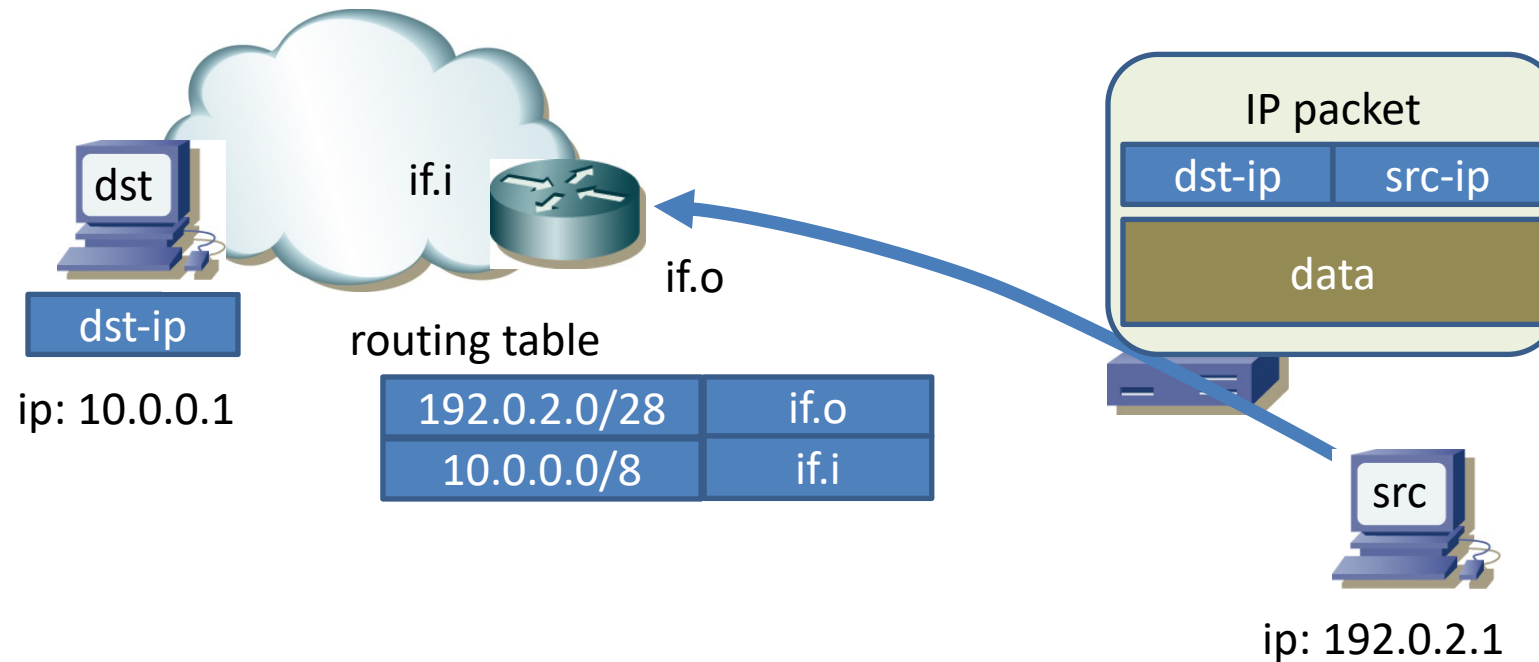 IP packet
dst-ip src-ip
data
dst
if.i
if.o
dst-ip
ip: 10.0.0.1
routing table
192.0.2.0/28 if.o
10.0.0.0/8 if.i
src
ip: 192.0.2.1